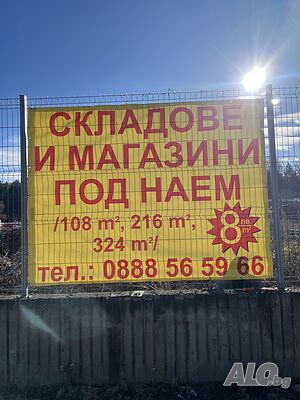 СКЛАДОВЕ
И МАГАЗИНИ
ПОД НАЕМ
/108 m², 216 m²,
324 m²/
8 лв
m²
тел.: 0888 56 59 66
ALO.bg